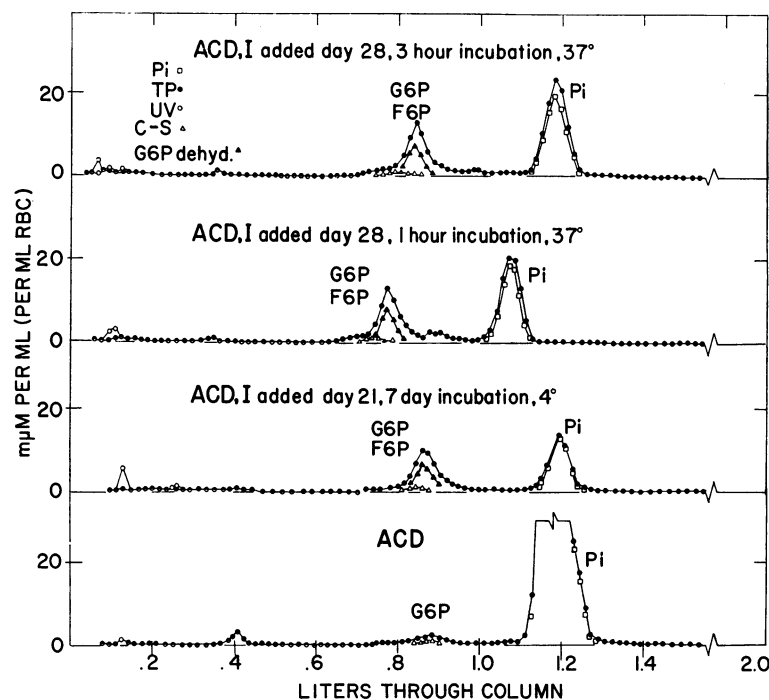 ACD,I added day 28, 3 hour incubation, 37°
Pi □
TP •
UV ○
C-S △
G6P dehyd. ▲
G6P
F6P
Pi
20
0
ACD,I added day 28, 1 hour incubation, 37°
G6P
F6P
Pi
20
0
ACD,I added day 21, 7 day incubation, 4°
G6P
F6P
Pi
20
0
ACD
G6P
Pi
20
0
mµM PER ML (PER ML RBC)
.2 .4 .6 .8 1.0 1.2 1.4 2.0
LITERS THROUGH COLUMN